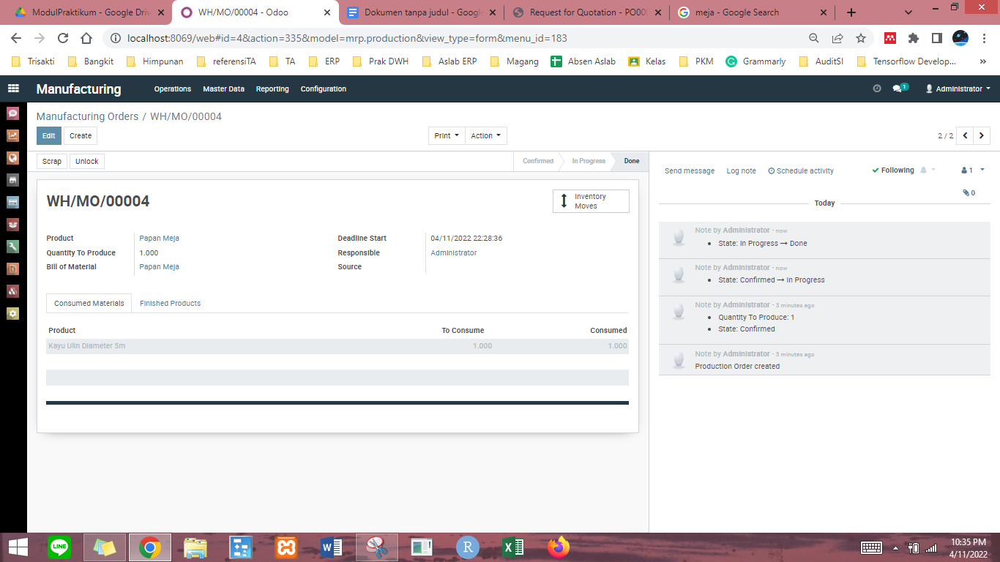 ModulPraktikum - Google Driv
WH/MO/00004 - Odoo
Dokumen tanpa judul - Googl
Request for Quotation - PO000
meja - Google Search
localhost:8069/web#id=4&action=335&model=mrp.production&view_type=form&menu_id=183
Trisakti
Bangkit
Himpunan
referensiTA
TA
ERP
Prak DWH
Aslab ERP
Magang
Absen Aslab
Kelas
PKM
Grammarly
AuditSI
Tensorflow Develop...
Manufacturing
Operations
Master Data
Reporting
Configuration
1
Administrator
Manufacturing Orders / WH/MO/00004
Edit
Create
Print
Action
2 / 2
Scrap
Unlock
Confirmed
In Progress
Done
WH/MO/00004
Inventory
Moves
Product Papan Meja
Quantity To Produce 1.000
Bill of Material Papan Meja
Deadline Start 04/11/2022 22:28:36
Responsible Administrator
Source
Consumed Materials
Finished Products
Product To Consume Consumed
Kayu Ulin Diameter 5m 1.000 1.000
Send message
Log note
Schedule activity
Following
1
0
Today
Note by Administrator - now
State: In Progress → Done
Note by Administrator - now
State: Confirmed → In Progress
Note by Administrator - 3 minutes ago
Quantity To Produce: 1
State: Confirmed
Note by Administrator - 3 minutes ago
Production Order created
LINE
10:35 PM
4/11/2022